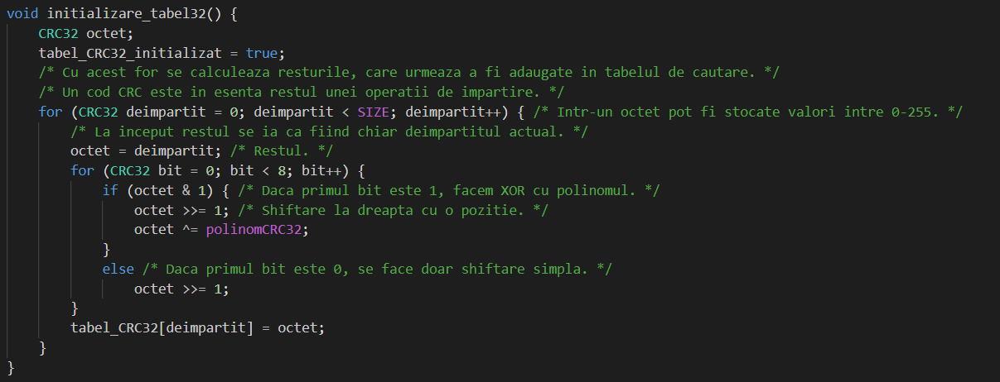 void initializare_tabel32() {
    CRC32 octet;
    tabel_CRC32_initializat = true;
    /* Cu acest for se calculeaza resturile, care urmeaza a fi adaugate in tabelul de cautare. */
    /* Un cod CRC este in esenta restul unei operatii de impartire. */
    for (CRC32 deimpartit = 0; deimpartit < SIZE; deimpartit++) { /* Intr-un octet pot fi stocate valori intre 0-255. */
        /* La inceput restul se ia ca fiind chiar deimpartitul actual. */
        octet = deimpartit; /* Restul. */
        for (CRC32 bit = 0; bit < 8; bit++) {
            if (octet & 1) { /* Daca primul bit este 1, facem XOR cu polinomul. */
                octet >>= 1; /* Shiftare la dreapta cu o pozitie. */
                octet ^= polinomCRC32;
            }
            else /* Daca primul bit este 0, se face doar shiftare simpla. */
                octet >>= 1;
        }
        tabel_CRC32[deimpartit] = octet;
    }
}